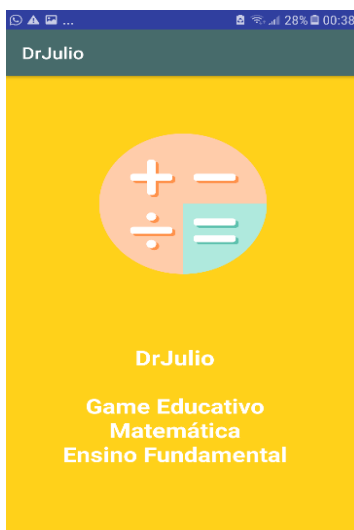 28% 00:38
DrJulio
DrJulio
Game Educativo
Matemática
Ensino Fundamental